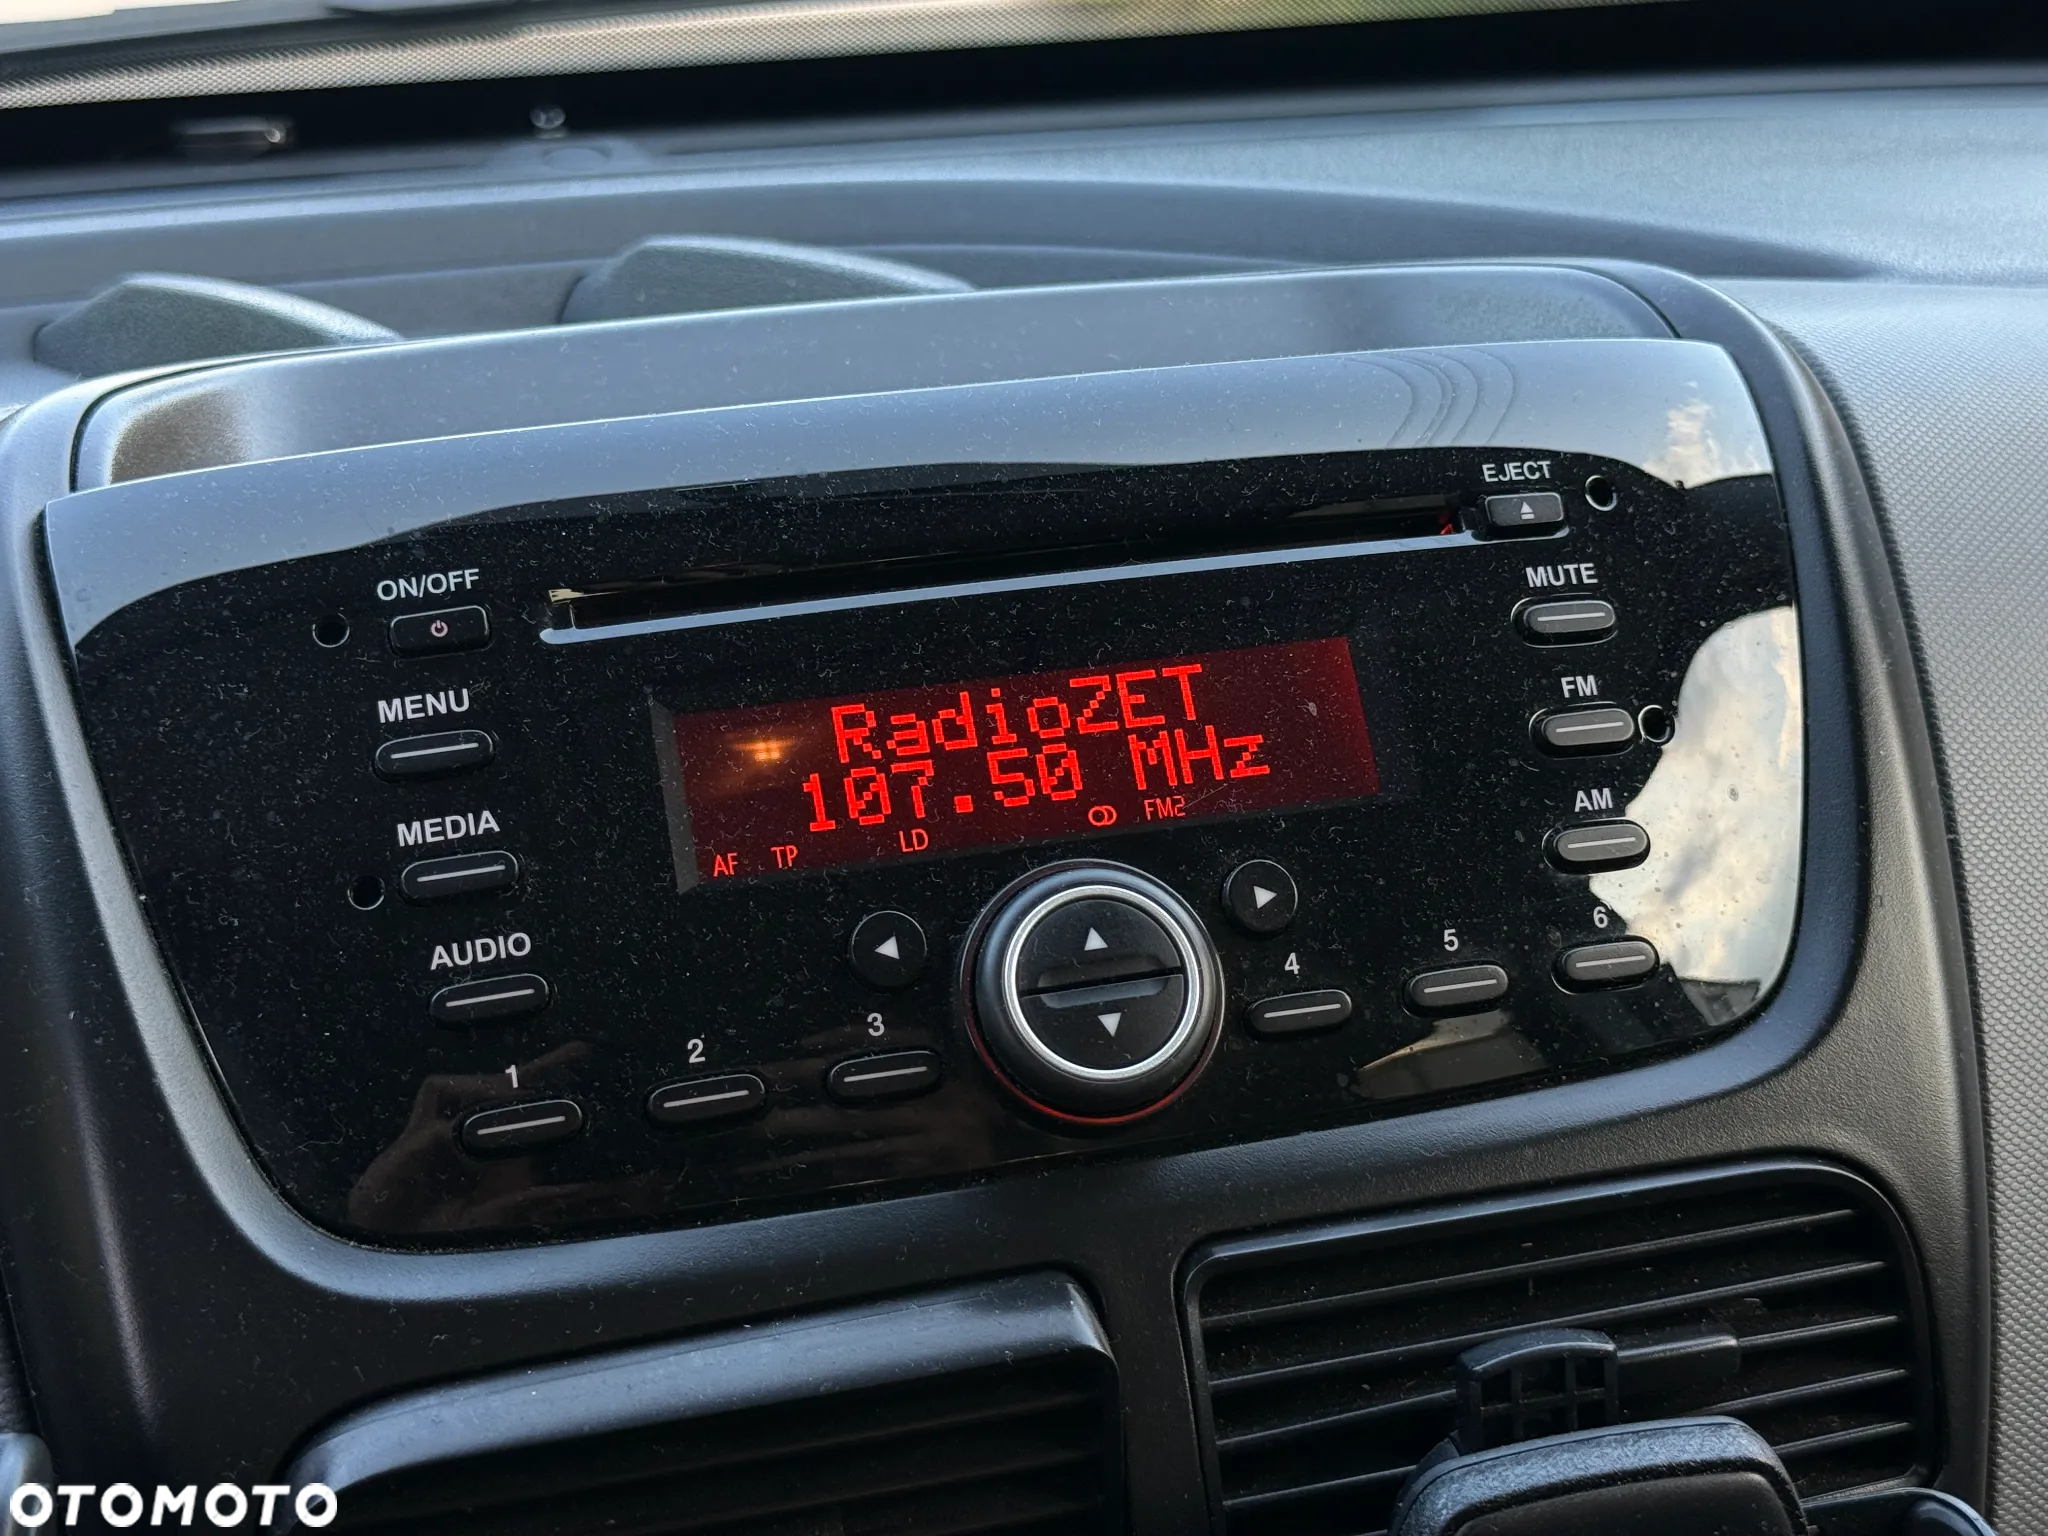 EJECT
ON/OFF
MUTE
MENU
FM
RadioZET
107.50 MHz
AF TP LD FM2
MEDIA
AM
AUDIO
1
2
3
4
5
6
OTOMOTO